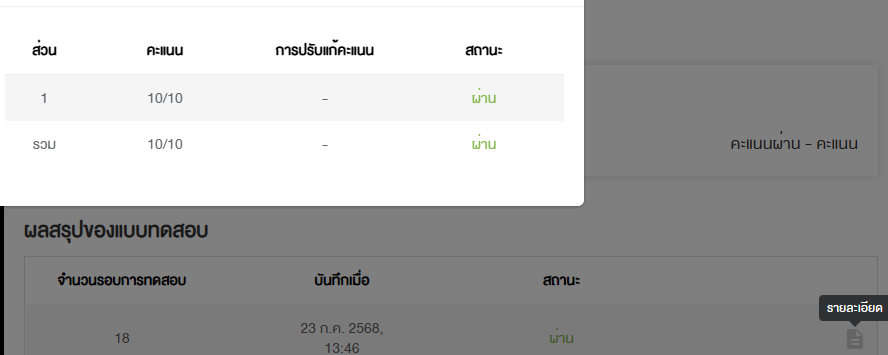 ส่วน คะแนน การปรับแก้คะแนน สถานะ
1 10/10 - ผ่าน
รวม 10/10 - ผ่าน
คะแนนผ่าน - คะแนน
ผลสรุปของแบบทดสอบ
จำนวนรอบการทดสอบ บันทึกเมื่อ สถานะ
รายละเอียด
18 23 ก.ค. 2568, ผ่าน
13:46